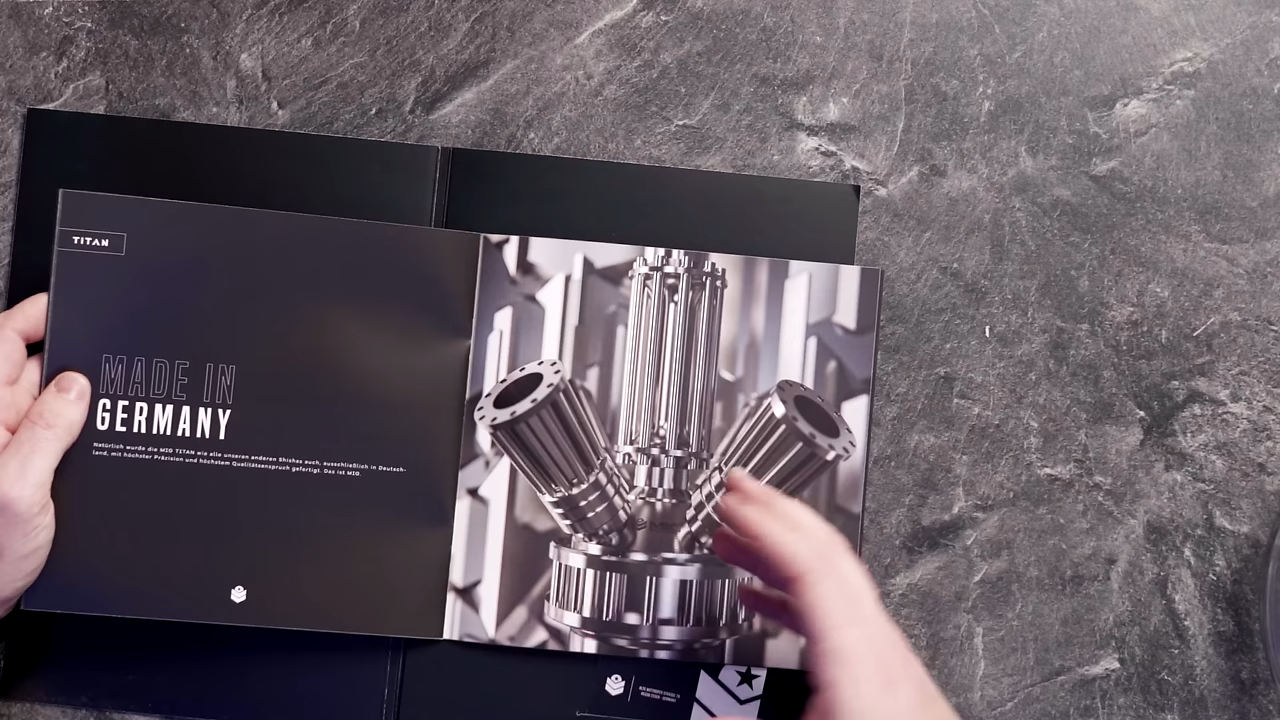 TITAN
MADE IN
GERMANY
Natürlich wurde die MIG TITAN wie alle unseren anderen Shishas auch, ausschließlich in Deutsch-
land, mit höchster Präzision und höchstem Qualitätsanspruch gefertigt. Das ist MIG.